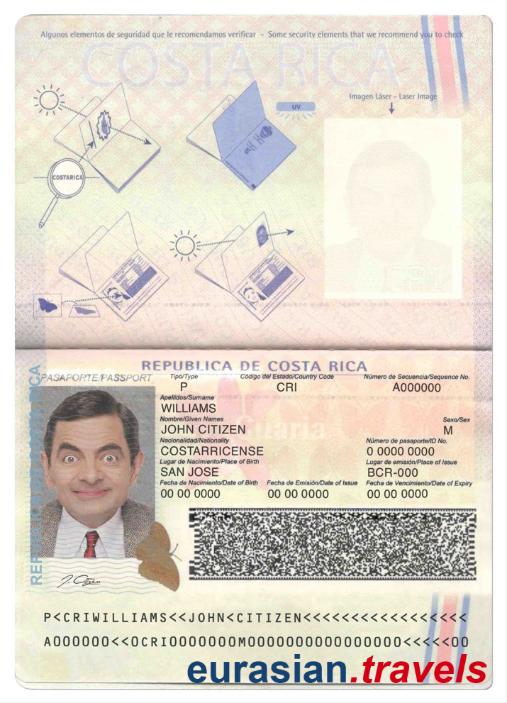 Algunos elementos de seguridad que le recomendamos verificar - Some security elements that we recommend you to check
COSTA RICA
UV
Imagen Láser - Laser Image
COSTARICA
REPUBLICA DE COSTA RICA
PASAPORTE/PASSPORT
Tipo/Type Código del Estado/Country Code Número de Secuencia/Sequence No.
P CRI A000000
Apellidos/Surname
WILLIAMS
Nombre/Given Names Sexo/Sex
JOHN CITIZEN M
Nacionalidad/Nationality Número de pasaporte/ID No.
COSTARRICENSE 0 0000 0000
Lugar de Nacimiento/Place of Birth Lugar de emisión/Place of Issue
SAN JOSE BCR-000
Fecha de Nacimiento/Date of Birth Fecha de Emisión/Date of Issue Fecha de Vencimiento/Date of Expiry
00 00 0000 00 00 0000 00 00 0000
J. Citizen
P<CRIWILLIAMS<<JOHN<CITIZEN<<<<<<<<<<<<<<<<<
A000000<<0CRI0000000M0000000000000000<<<<<00
eurasian.travels